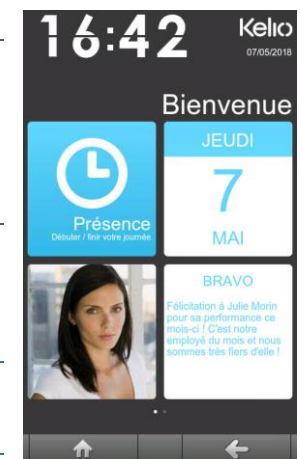 16:42
Kelio
07/05/2018
Bienvenue
Présence
Débuter / finir votre journée
JEUDI
7
MAI
BRAVO
Félicitation à Julie Morin
pour sa performance ce
mois-ci ! C'est notre
employé du mois et nous
sommes très fiers d'elle !